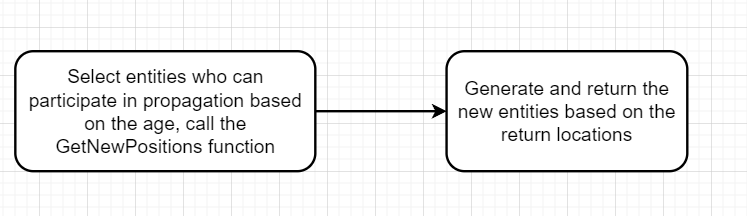 Select entities who can
participate in propagation based
on the age, call the
GetNewPositions function
Generate and return the
new entities based on the
return locations